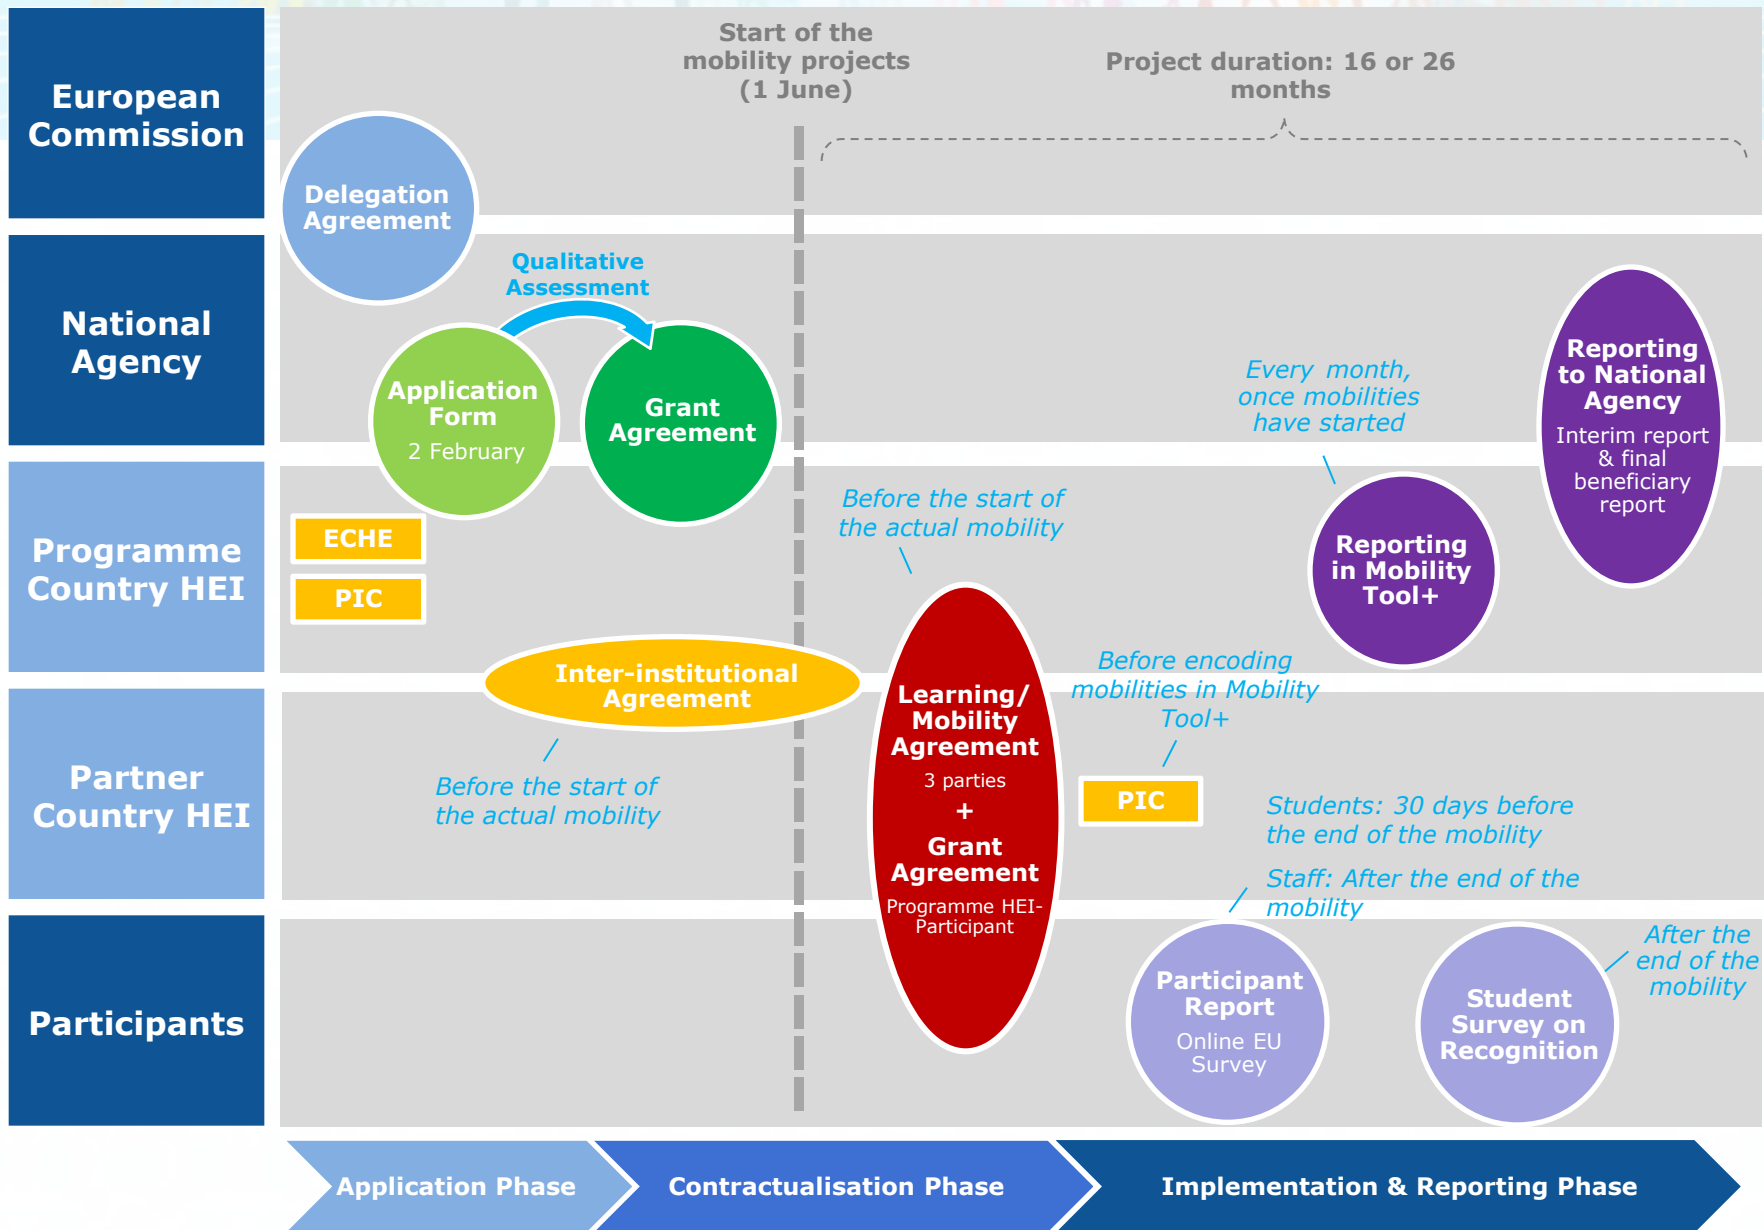 European
Commission
Start of the
mobility projects
(1 June)
Project duration: 16 or 26
months
Delegation
Agreement
National
Agency
Qualitative
Assessment
Application
Form
2 February
Grant
Agreement
Every month,
once mobilities
have started
Reporting
to National
Agency
Interim report
& final
beneficiary
report
Programme
Country HEI
ECHE
PIC
Before the start of
the actual mobility
Reporting
in Mobility
Tool+
Inter-institutional
Agreement
Before encoding
mobilities in Mobility
Tool+
Partner
Country HEI
Before the start of
the actual mobility
Learning/
Mobility
Agreement
3 parties
+
Grant
Agreement
Programme HEI-
Participant
PIC
Students: 30 days before
the end of the mobility
Staff: After the end of the
mobility
Participants
Participant
Report
Online EU
Survey
Student
Survey on
Recognition
After the
end of the
mobility
Application Phase
Contractualisation Phase
Implementation & Reporting Phase